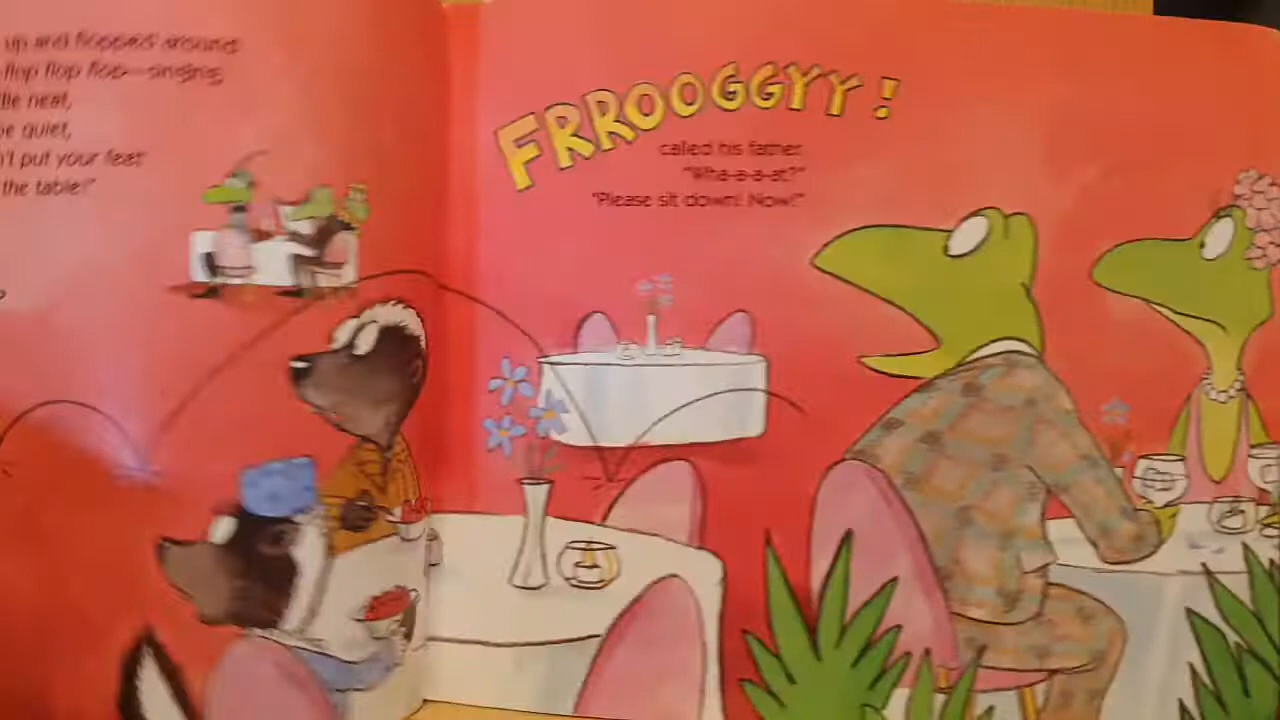 up and flopped around
flop flop flop—singing,
neat,
be quiet,
put your feet
the table!"
FRROOGGYY!
called his father.
"Wha-a-a-at?"
"Please sit down! Now!"